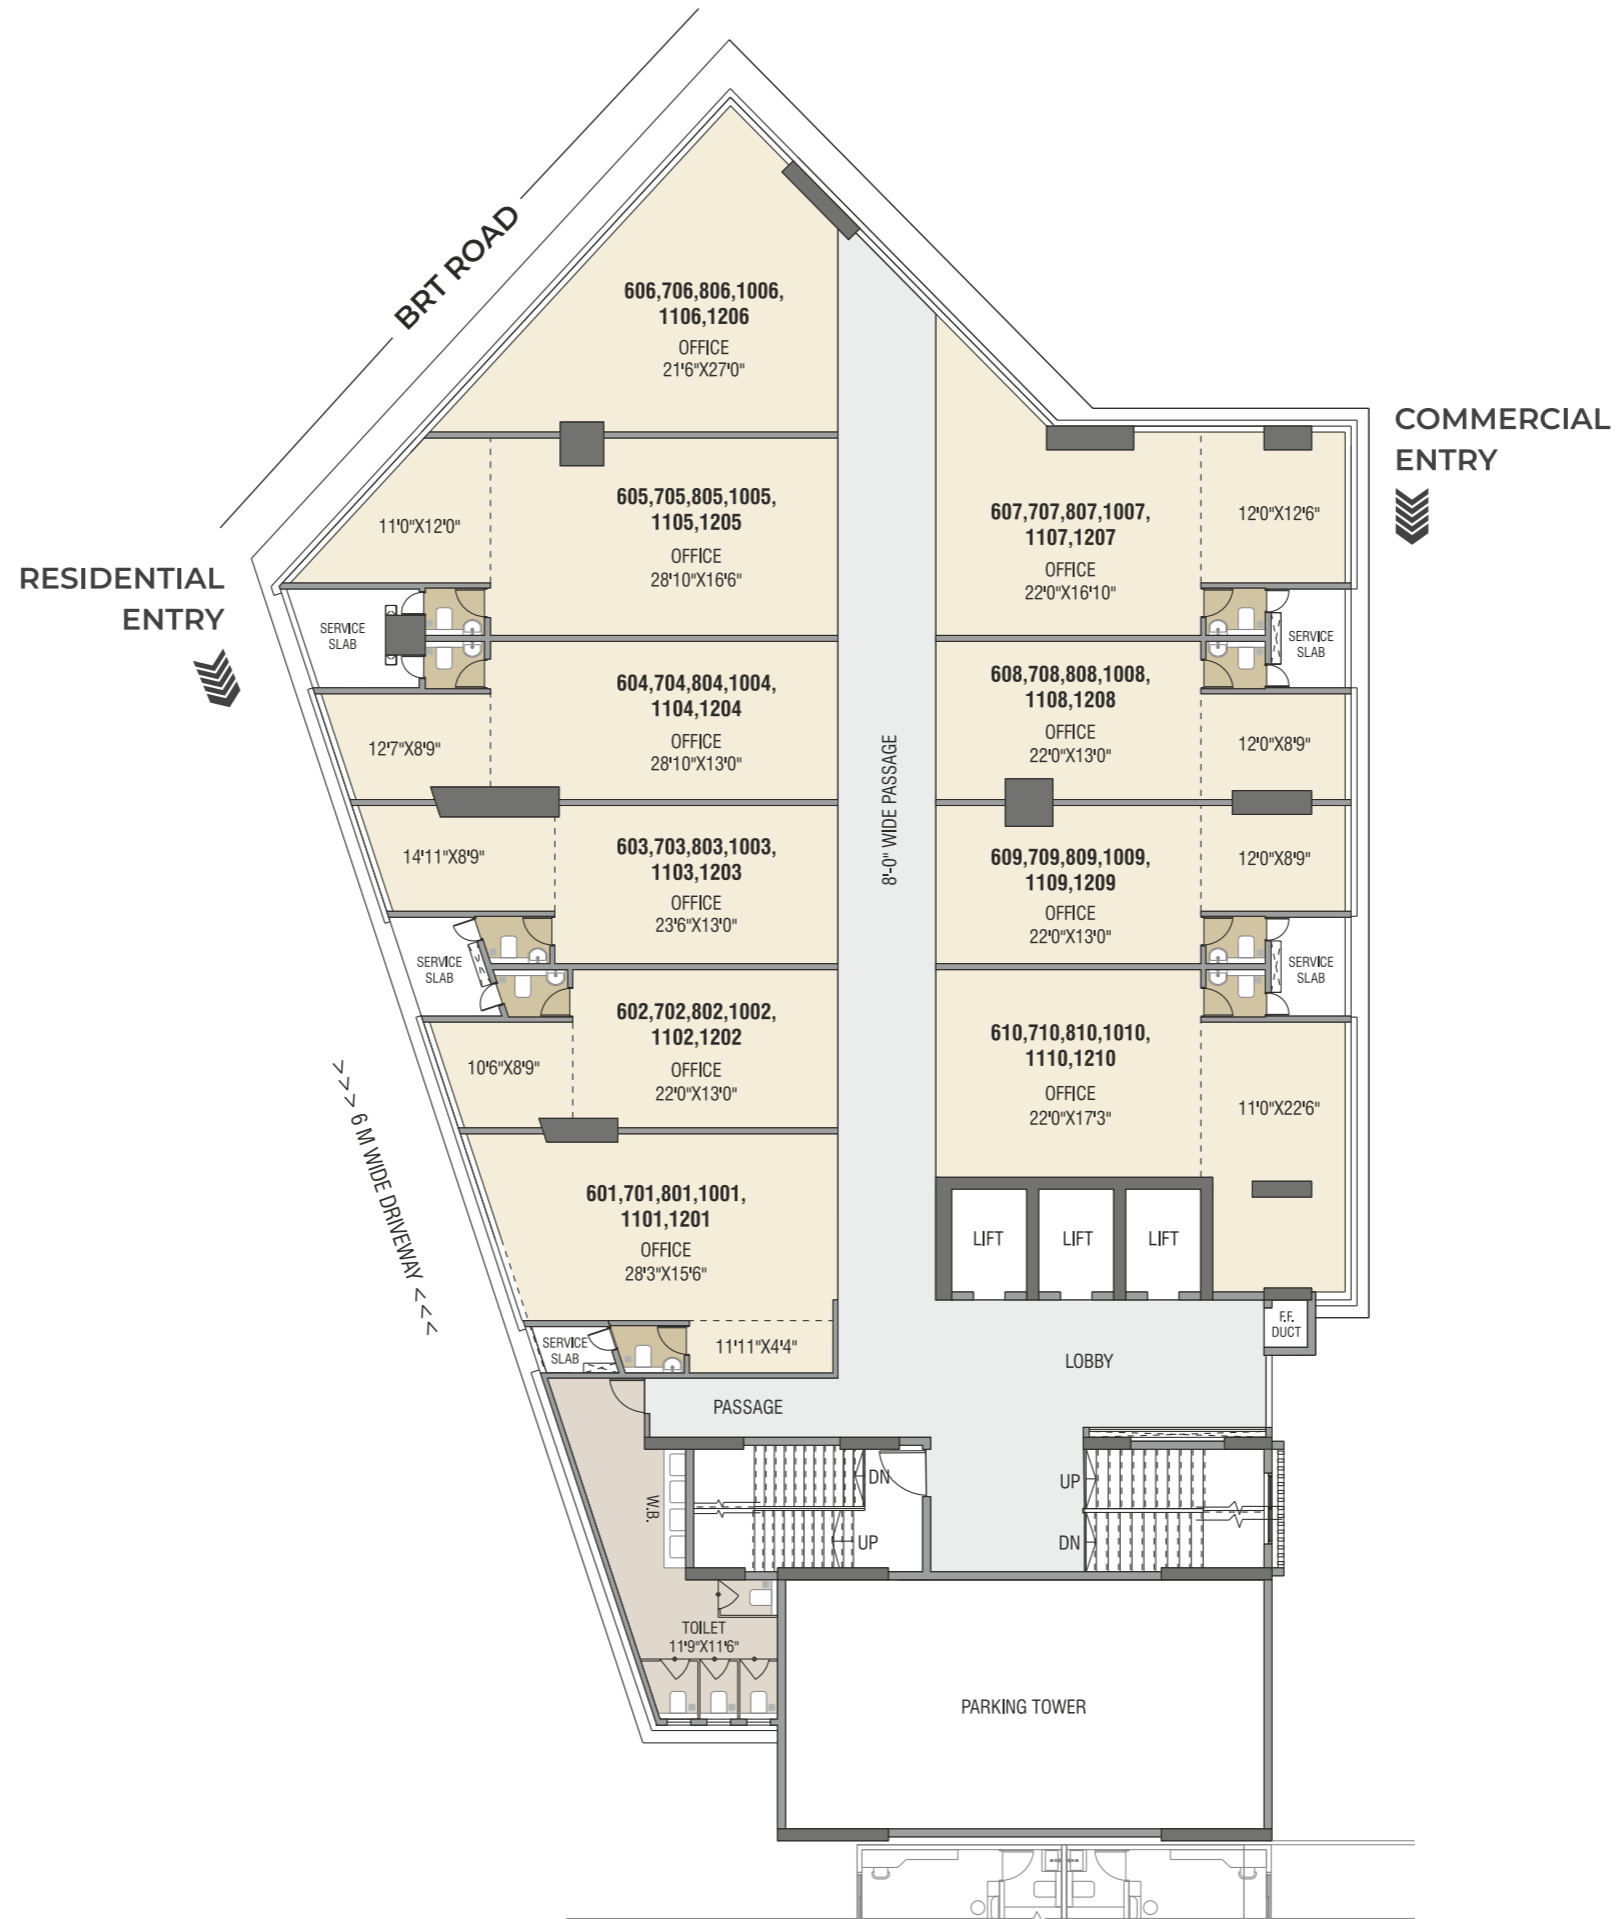 BRT ROAD
606,706,806,1006,
1106,1206
OFFICE
21'6"X27'0"
COMMERCIAL
ENTRY
RESIDENTIAL
ENTRY
11'0"X12'0"
605,705,805,1005,
1105,1205
OFFICE
28'10"X16'6"
607,707,807,1007,
1107,1207
OFFICE
22'0"X16'10"
12'0"X12'6"
SERVICE
SLAB
SERVICE
SLAB
604,704,804,1004,
1104,1204
OFFICE
28'10"X13'0"
12'7"X8'9"
608,708,808,1008,
1108,1208
OFFICE
22'0"X13'0"
12'0"X8'9"
8'-0" WIDE PASSAGE
14'11"X8'9"
603,703,803,1003,
1103,1203
OFFICE
23'6"X13'0"
609,709,809,1009,
1109,1209
OFFICE
22'0"X13'0"
12'0"X8'9"
SERVICE
SLAB
SERVICE
SLAB
602,702,802,1002,
1102,1202
OFFICE
22'0"X13'0"
10'6"X8'9"
610,710,810,1010,
1110,1210
OFFICE
22'0"X17'3"
11'0"X22'6"
>>> 6 M WIDE DRIVEWAY <<<
601,701,801,1001,
1101,1201
OFFICE
28'3"X15'6"
LIFT
LIFT
LIFT
F.F.
DUCT
SERVICE
SLAB
11'11"X4'4"
LOBBY
PASSAGE
W.B.
DN
UP
UP
DN
TOILET
11'9"X11'6"
PARKING TOWER